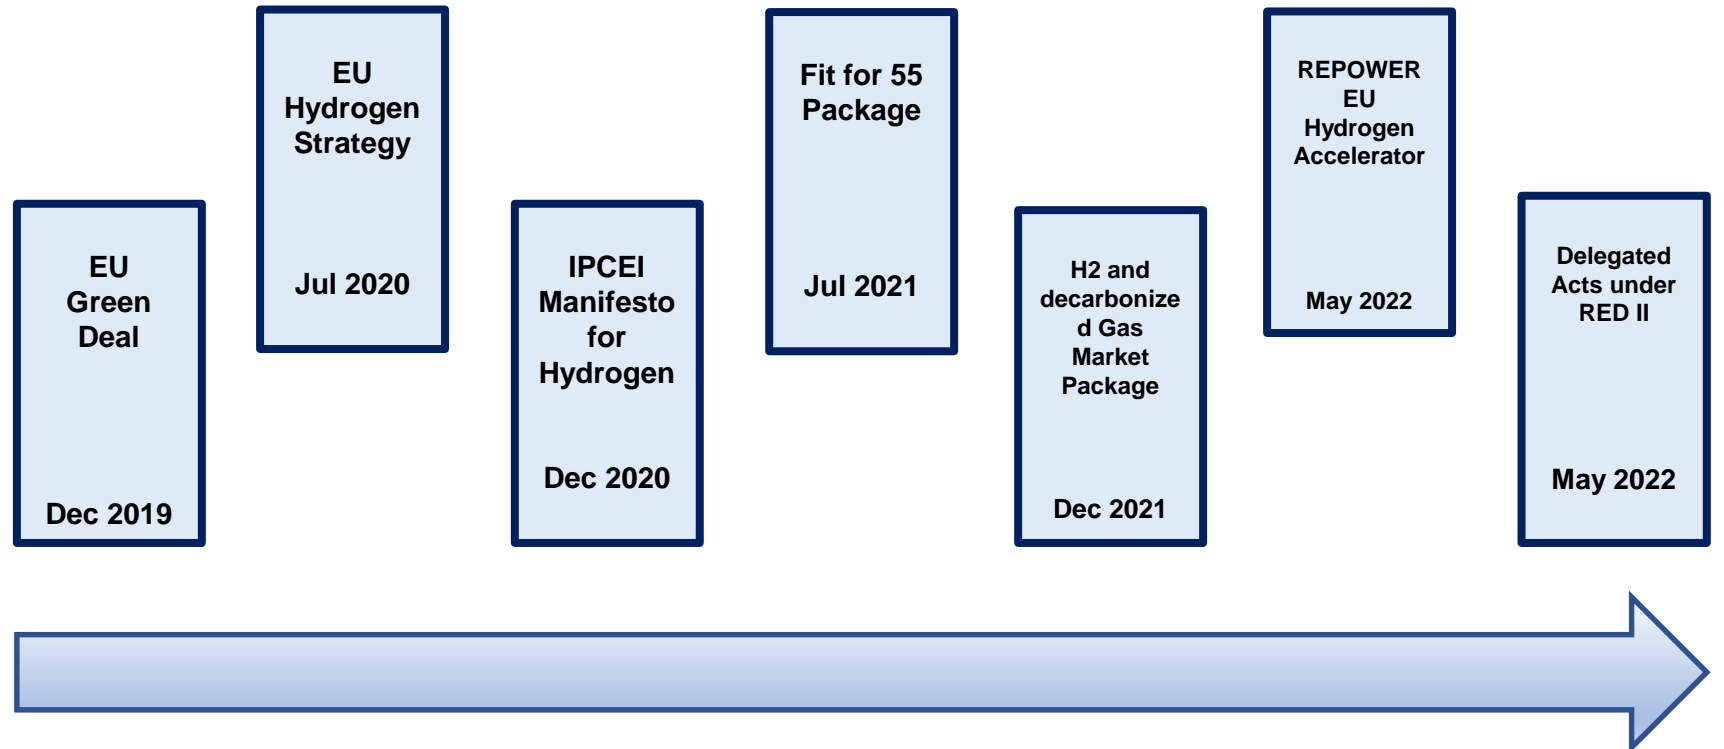 EU
Green
Deal
Dec 2019
EU
Hydrogen
Strategy
Jul 2020
IPCEI
Manifesto
for
Hydrogen
Dec 2020
Fit for 55
Package
Jul 2021
H2 and
decarbonize
d Gas
Market
Package
Dec 2021
REPOWER
EU
Hydrogen
Accelerator
May 2022
Delegated
Acts under
RED II
May 2022